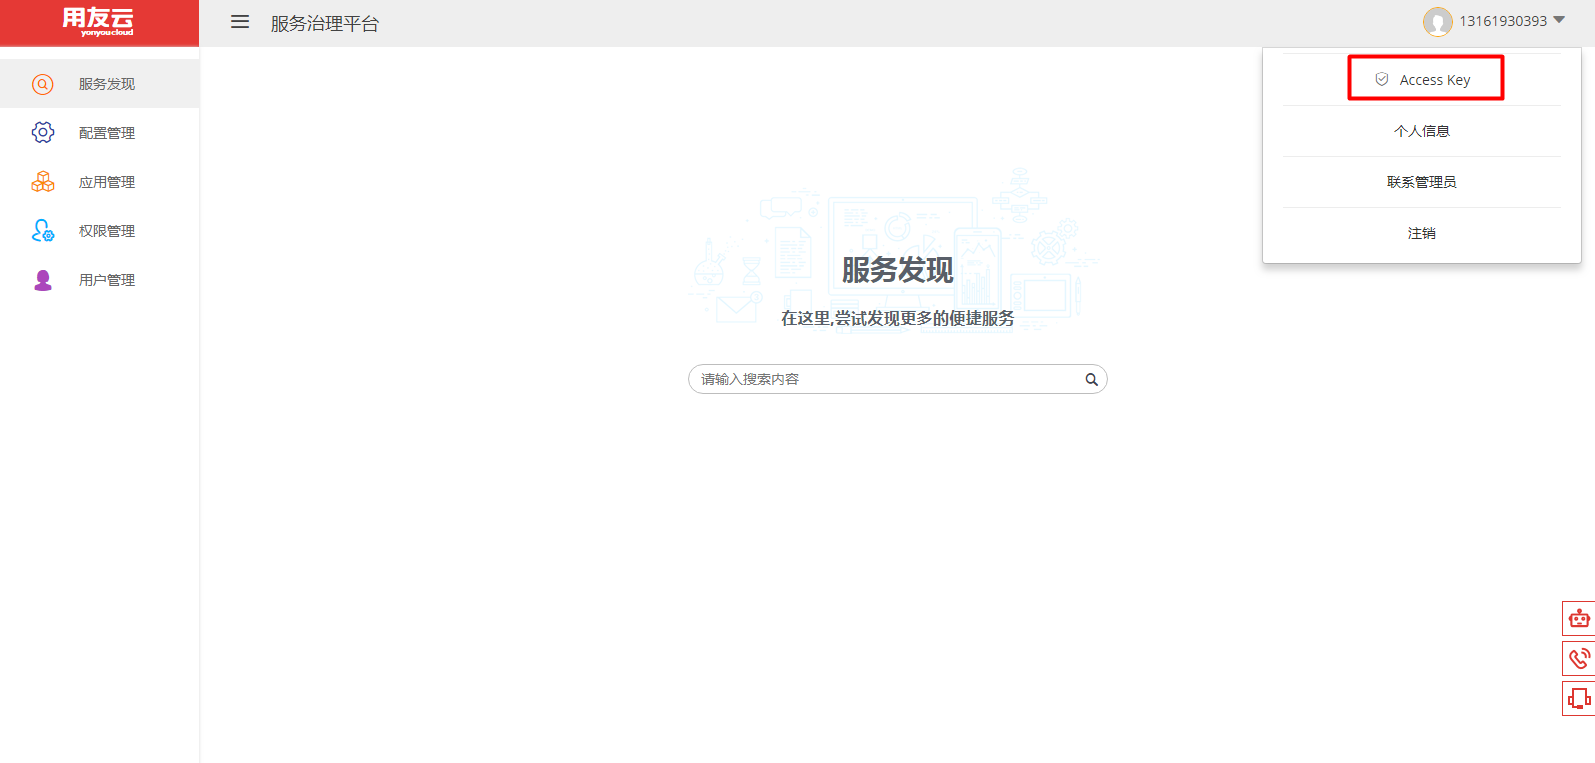 用友云
yonyoucloud
服务治理平台
13161930393
服务发现
配置管理
应用管理
权限管理
用户管理
Access Key
个人信息
联系管理员
注销
服务发现
在这里,尝试发现更多的便捷服务
请输入搜索内容